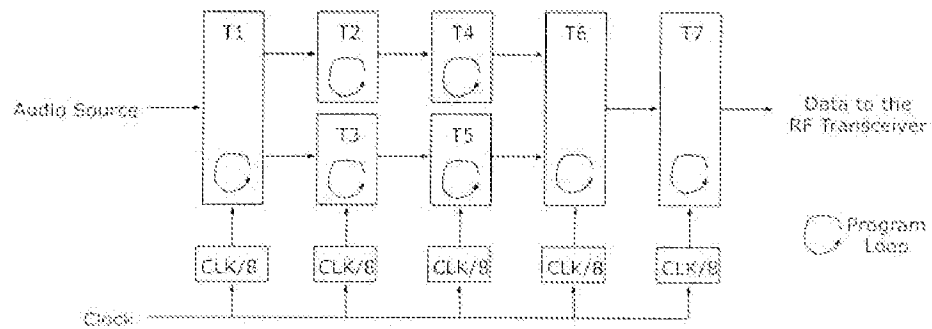 T1
T2
T4
T6
T7
Audio Source
Data to the
RF Transceiver
T3
T5
Program
Loop
CLK/8
CLK/8
CLK/8
CLK/8
CLK/8
Clock